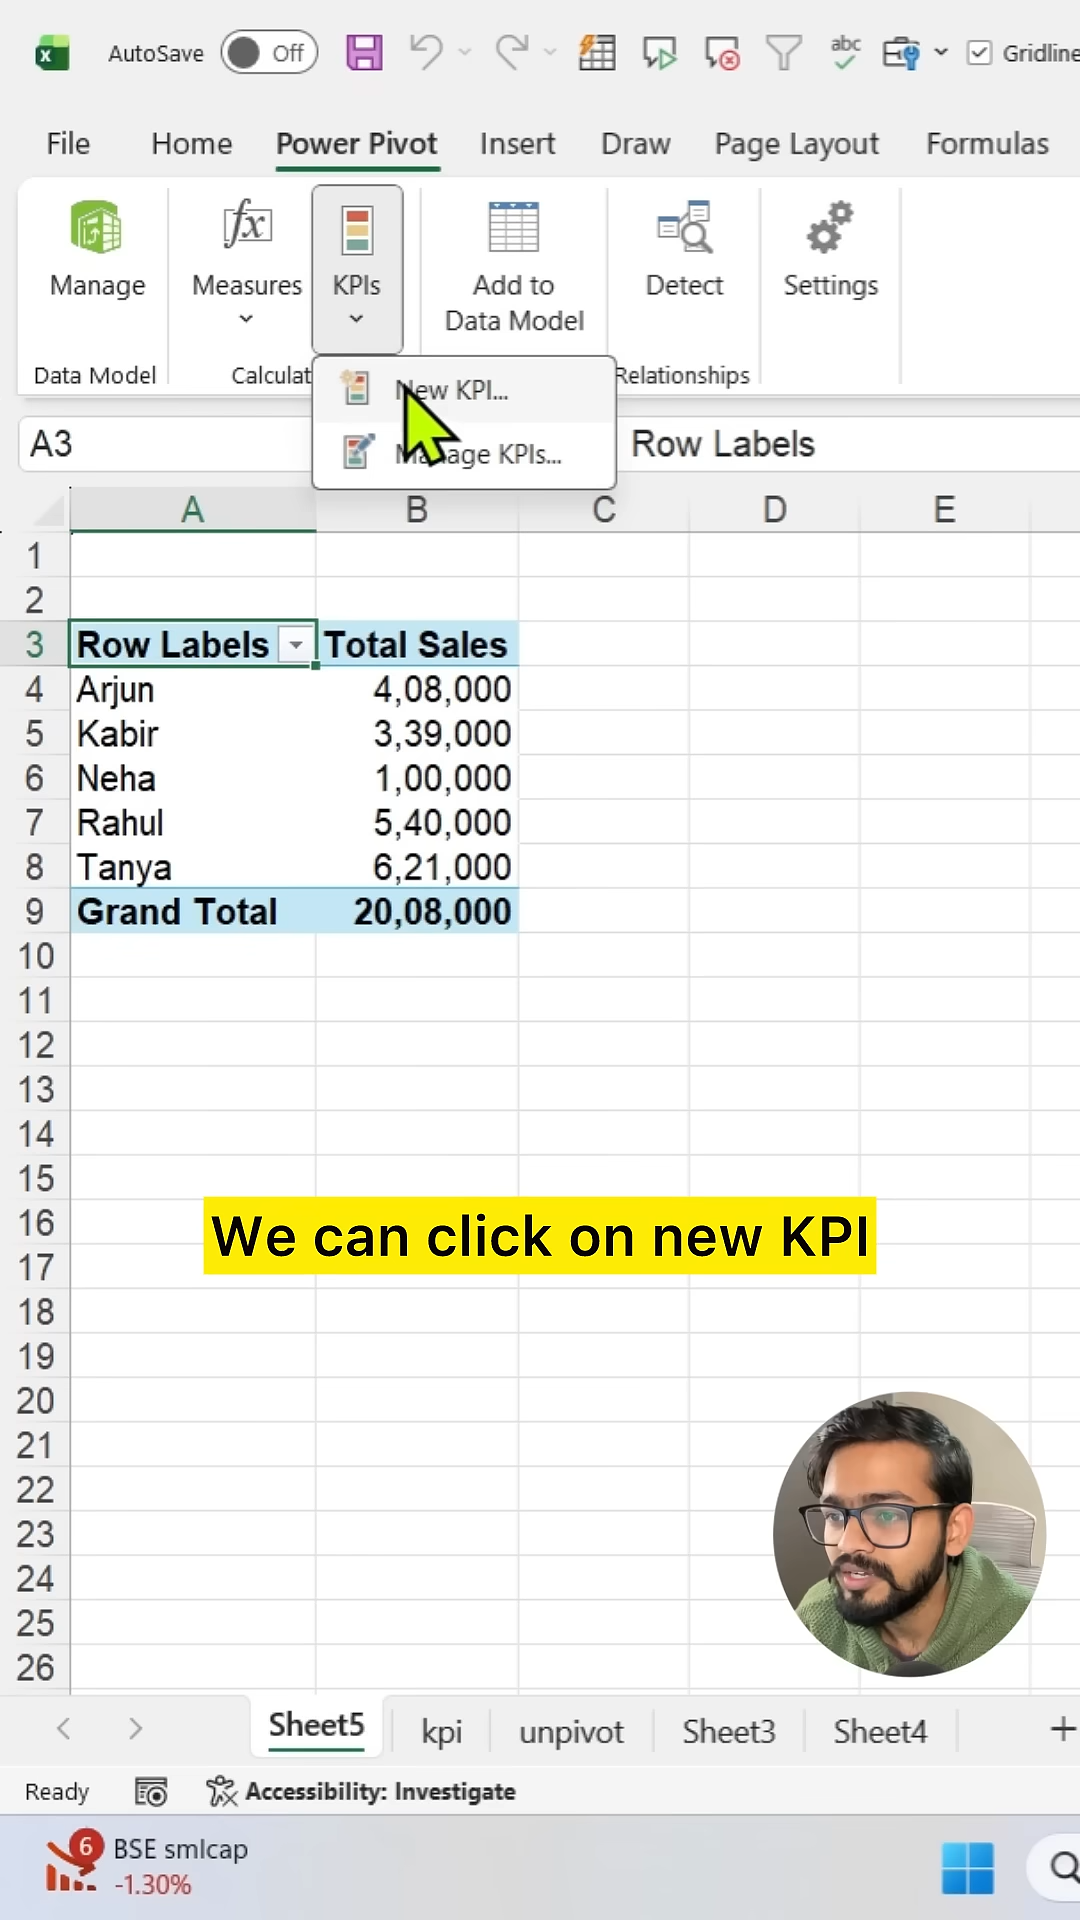 AutoSave Off abc Gridline
File Home Power Pivot Insert Draw Page Layout Formulas
Manage Measures KPIs Add to Data Model Detect Settings
Data Model Calculat Relationships
New KPI...
Manage KPIs...
A3 Row Labels
A B C D E
1
2
3 Row Labels Total Sales
4 Arjun 4,08,000
5 Kabir 3,39,000
6 Neha 1,00,000
7 Rahul 5,40,000
8 Tanya 6,21,000
9 Grand Total 20,08,000
10
11
12
13
14
15
16
We can click on new KPI
17
18
19
20
21
22
23
24
25
26
Sheet5 kpi unpivot Sheet3 Sheet4 +
Ready Accessibility: Investigate
6 BSE smlcap
-1.30%